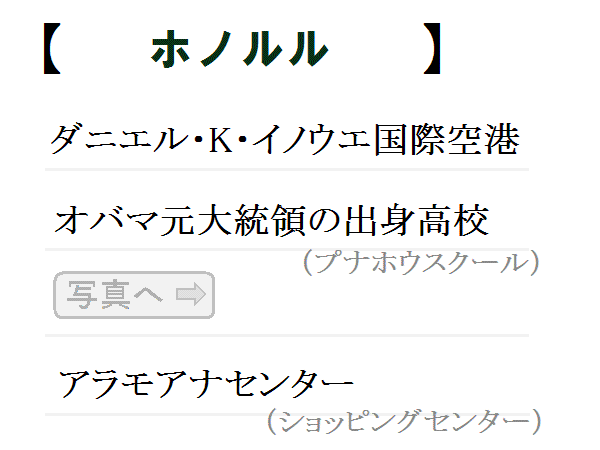 【 ホノルル 】
ダニエル・K・イノウエ国際空港
オバマ元大統領の出身高校
（プナホウスクール）
写真へ ⇨
アラモアナセンター
（ショッピングセンター）